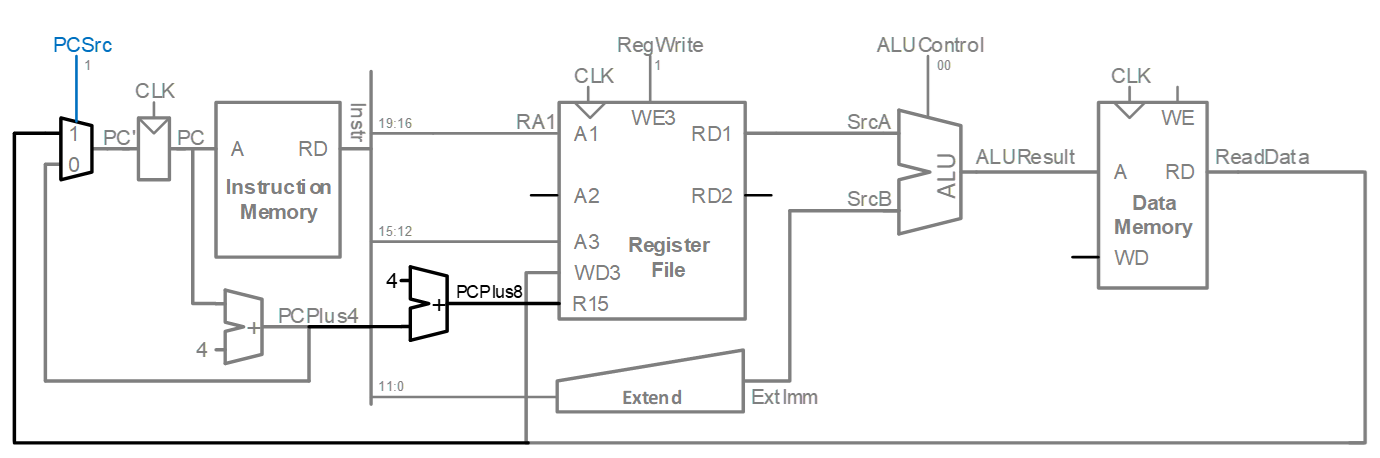 PCSrc
1
CLK
PC'
PC
1
0
A
RD
Instruction
Memory
4
+
PCPlus4
Instr
19:16
15:12
11:0
4
+
PCPlus8
RegWrite
1
CLK
WE3
RA1
A1
RD1
A2
RD2
A3
WD3
R15
Register
File
Extend
ExtImm
ALUControl
00
SrcA
SrcB
ALU
ALUResult
CLK
WE
A
RD
Data
Memory
WD
ReadData